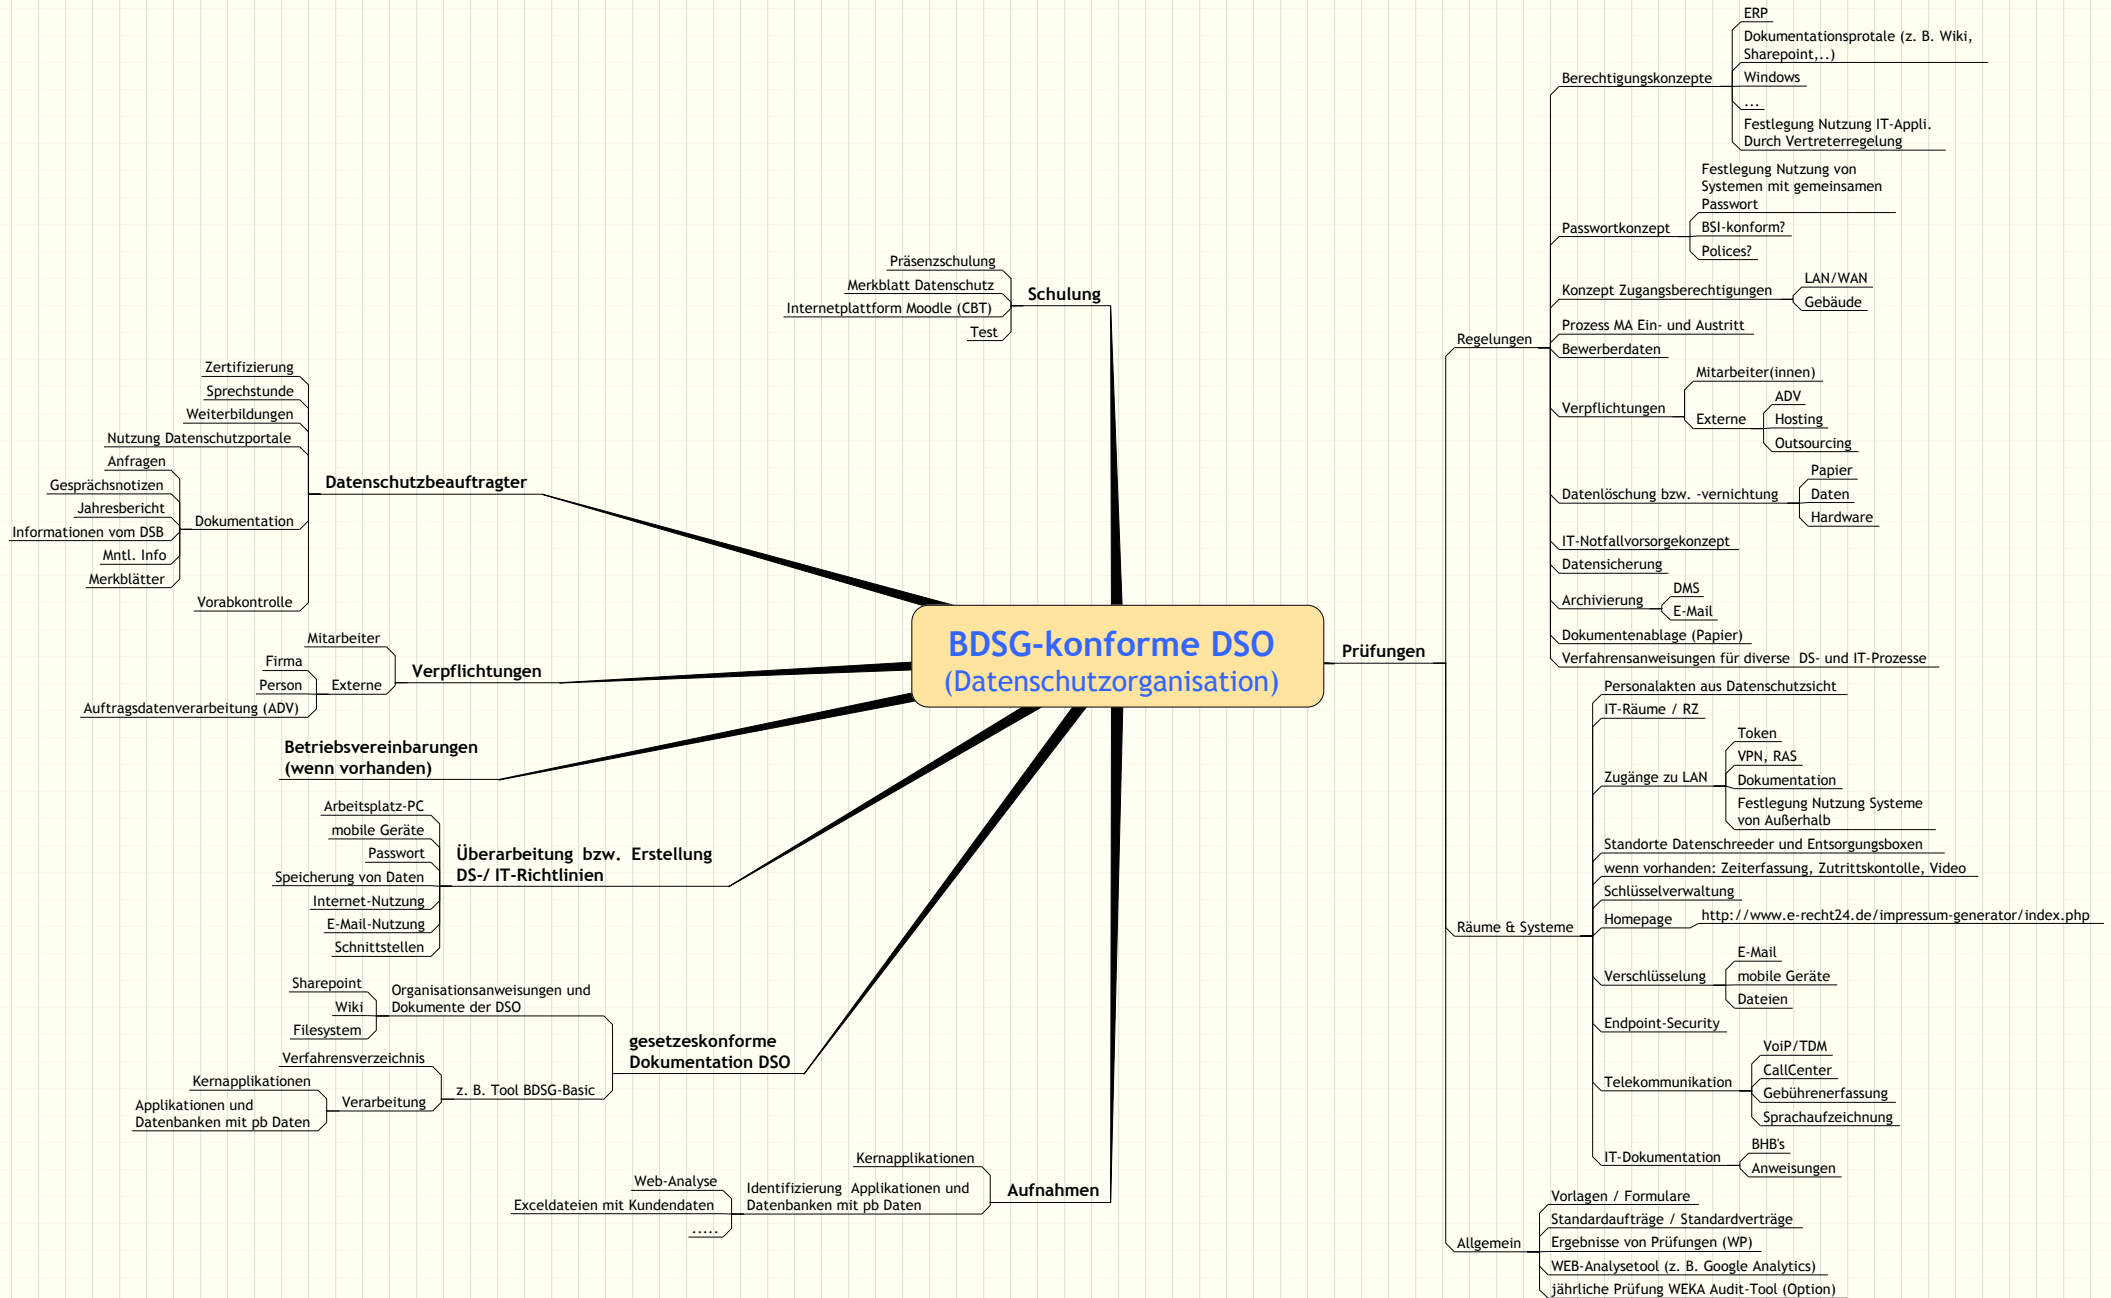 BDSG-konforme DSO
(Datenschutzorganisation)
Schulung
Präsenzschulung
Merkblatt Datenschutz
Internetplattform Moodle (CBT)
Test
Datenschutzbeauftragter
Zertifizierung
Sprechstunde
Weiterbildungen
Nutzung Datenschutzportale
Dokumentation
Anfragen
Gesprächsnotizen
Jahresbericht
Informationen vom DSB
Mntl. Info
Merkblätter
Vorabkontrolle
Verpflichtungen
Mitarbeiter
Externe
Firma
Person
Auftragsdatenverarbeitung (ADV)
Betriebsvereinbarungen
(wenn vorhanden)
Überarbeitung bzw. Erstellung
DS-/ IT-Richtlinien
Arbeitsplatz-PC
mobile Geräte
Passwort
Speicherung von Daten
Internet-Nutzung
E-Mail-Nutzung
Schnittstellen
gesetzeskonforme
Dokumentation DSO
Organisationsanweisungen und
Dokumente der DSO
Sharepoint
Wiki
Filesystem
z. B. Tool BDSG-Basic
Verfahrensverzeichnis
Verarbeitung
Kernapplikationen
Applikationen und
Datenbanken mit pb Daten
Aufnahmen
Kernapplikationen
Identifizierung Applikationen und
Datenbanken mit pb Daten
Web-Analyse
Exceldateien mit Kundendaten
.....
Prüfungen
Regelungen
Berechtigungskonzepte
ERP
Dokumentationsprotale (z. B. Wiki,
Sharepoint,..)
Windows
...
Festlegung Nutzung IT-Appli.
Durch Vertreterregelung
Passwortkonzept
Festlegung Nutzung von
Systemen mit gemeinsamen
Passwort
BSI-konform?
Polices?
Konzept Zugangsberechtigungen
LAN/WAN
Gebäude
Prozess MA Ein- und Austritt
Bewerberdaten
Verpflichtungen
Mitarbeiter(innen)
Externe
ADV
Hosting
Outsourcing
Datenlöschung bzw. -vernichtung
Papier
Daten
Hardware
IT-Notfallvorsorgekonzept
Datensicherung
Archivierung
DMS
E-Mail
Dokumentenablage (Papier)
Verfahrensanweisungen für diverse DS- und IT-Prozesse
Räume & Systeme
Personalakten aus Datenschutzsicht
IT-Räume / RZ
Zugänge zu LAN
Token
VPN, RAS
Dokumentation
Festlegung Nutzung Systeme
von Außerhalb
Standorte Datenschreeder und Entsorgungsboxen
wenn vorhanden: Zeiterfassung, Zutrittskontolle, Video
Schlüsselverwaltung
Homepage
http://www.e-recht24.de/impressum-generator/index.php
Verschlüsselung
E-Mail
mobile Geräte
Dateien
Endpoint-Security
Telekommunikation
VoiP/TDM
CallCenter
Gebührenerfassung
Sprachaufzeichnung
IT-Dokumentation
BHB's
Anweisungen
Allgemein
Vorlagen / Formulare
Standardaufträge / Standardverträge
Ergebnisse von Prüfungen (WP)
WEB-Analysetool (z. B. Google Analytics)
jährliche Prüfung WEKA Audit-Tool (Option)